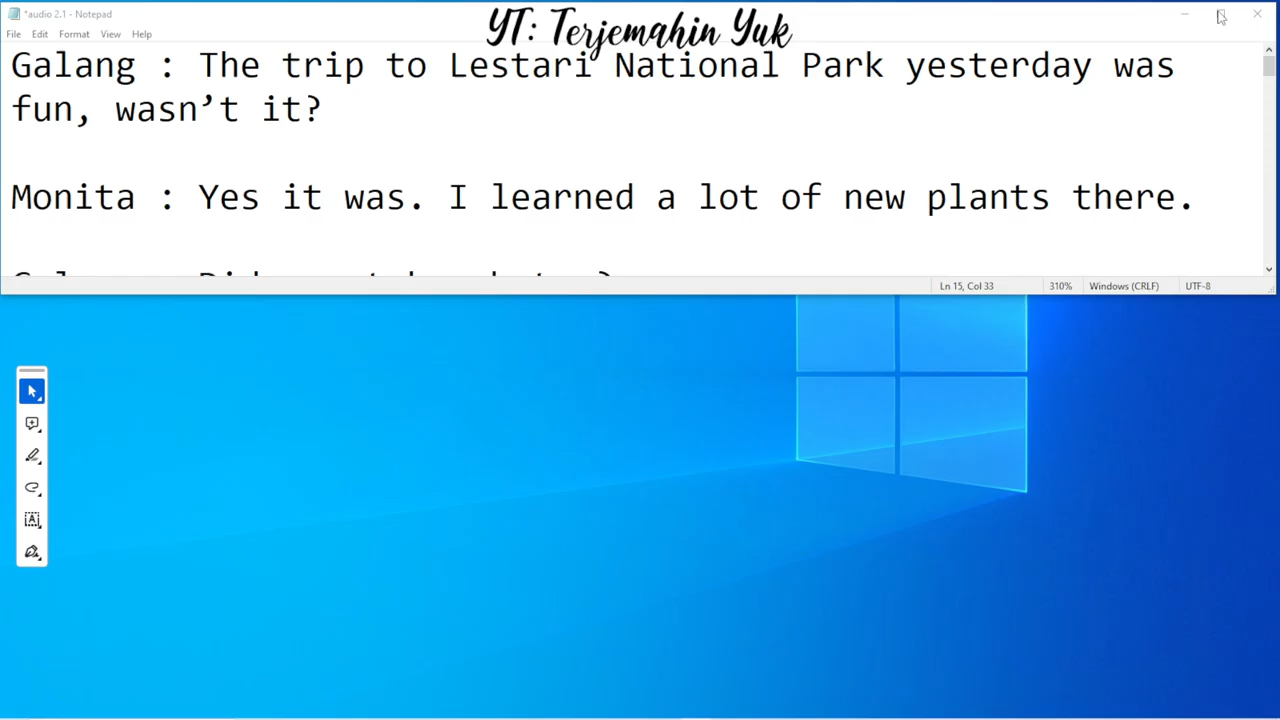 *audio 2.1 - Notepad
YT: Terjemahin Yuk
File Edit Format View Help
Galang : The trip to Lestari National Park yesterday was
fun, wasn’t it?
Monita : Yes it was. I learned a lot of new plants there.
Ln 15, Col 33 310% Windows (CRLF) UTF-8